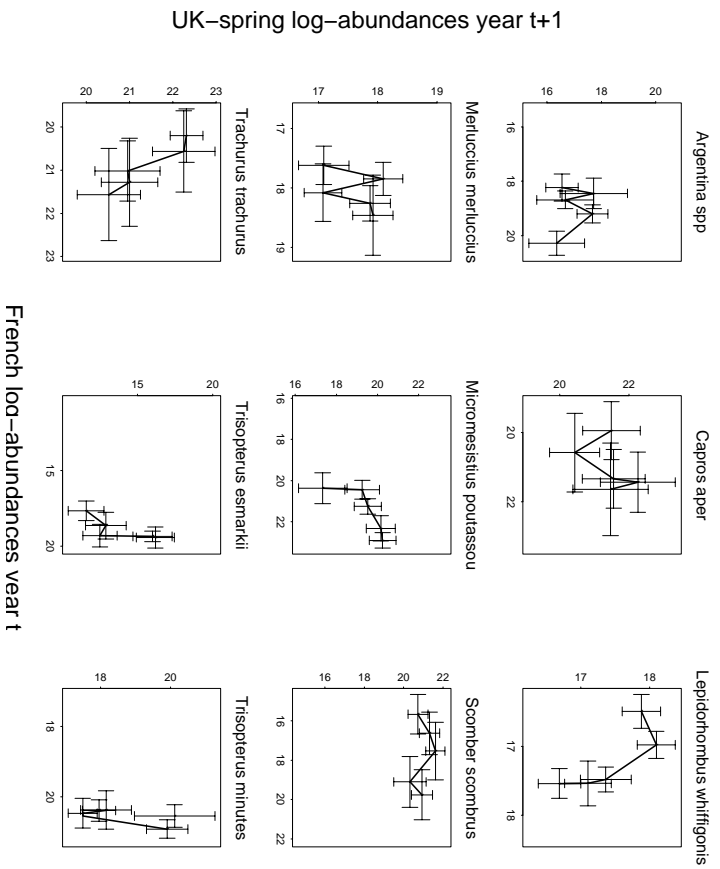 UK−spring log−abundances year t+1
Argentina spp
16 18 20
16 18 20
Capros aper
20 22
20 22
Lepidorhombus whiffigonis
17 18
17 18
Merluccius merluccius
17 18 19
17 18 19
Micromesistius poutassou
16 18 20 22
16 18 20 22
Scomber scombrus
16 18 20 22
16 18 20 22
Trachurus trachurus
20 21 22 23
20 21 22 23
Trisopterus esmarkii
15 20
15 20
Trisopterus minutes
18 20
18 20
French log−abundances year t